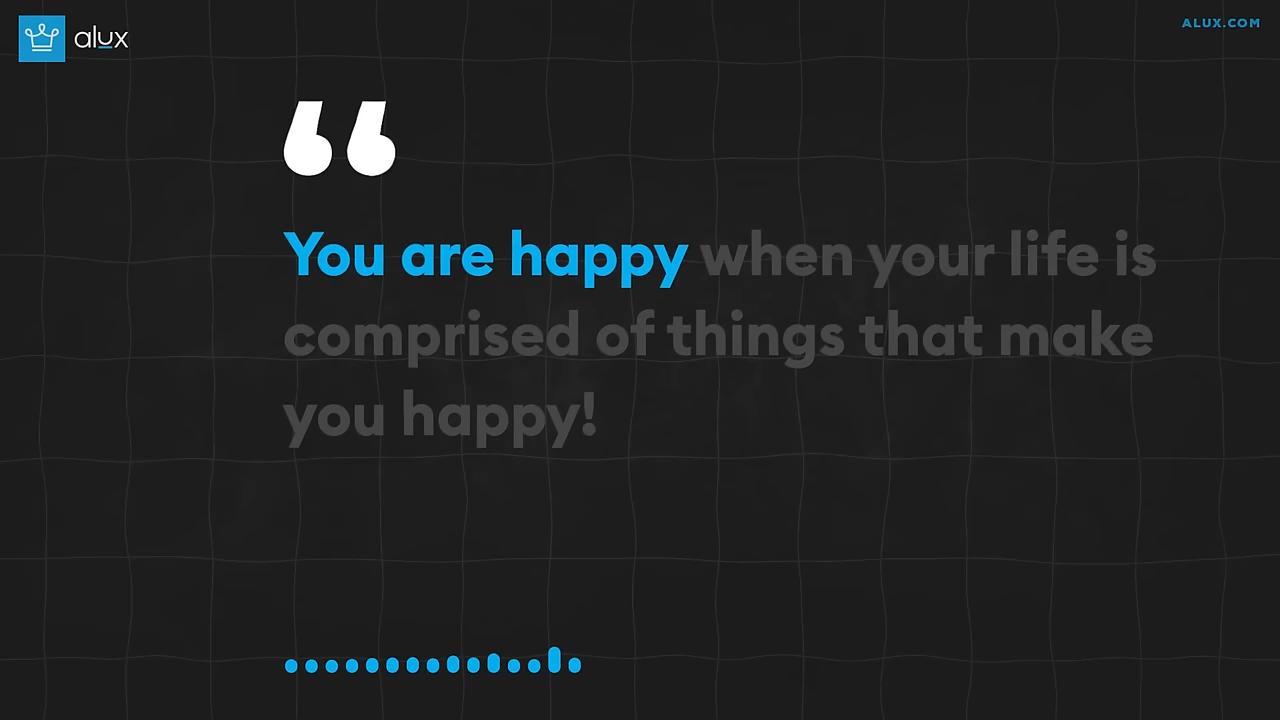 alux
ALUX.COM
“
You are happy when your life is
comprised of things that make
you happy!